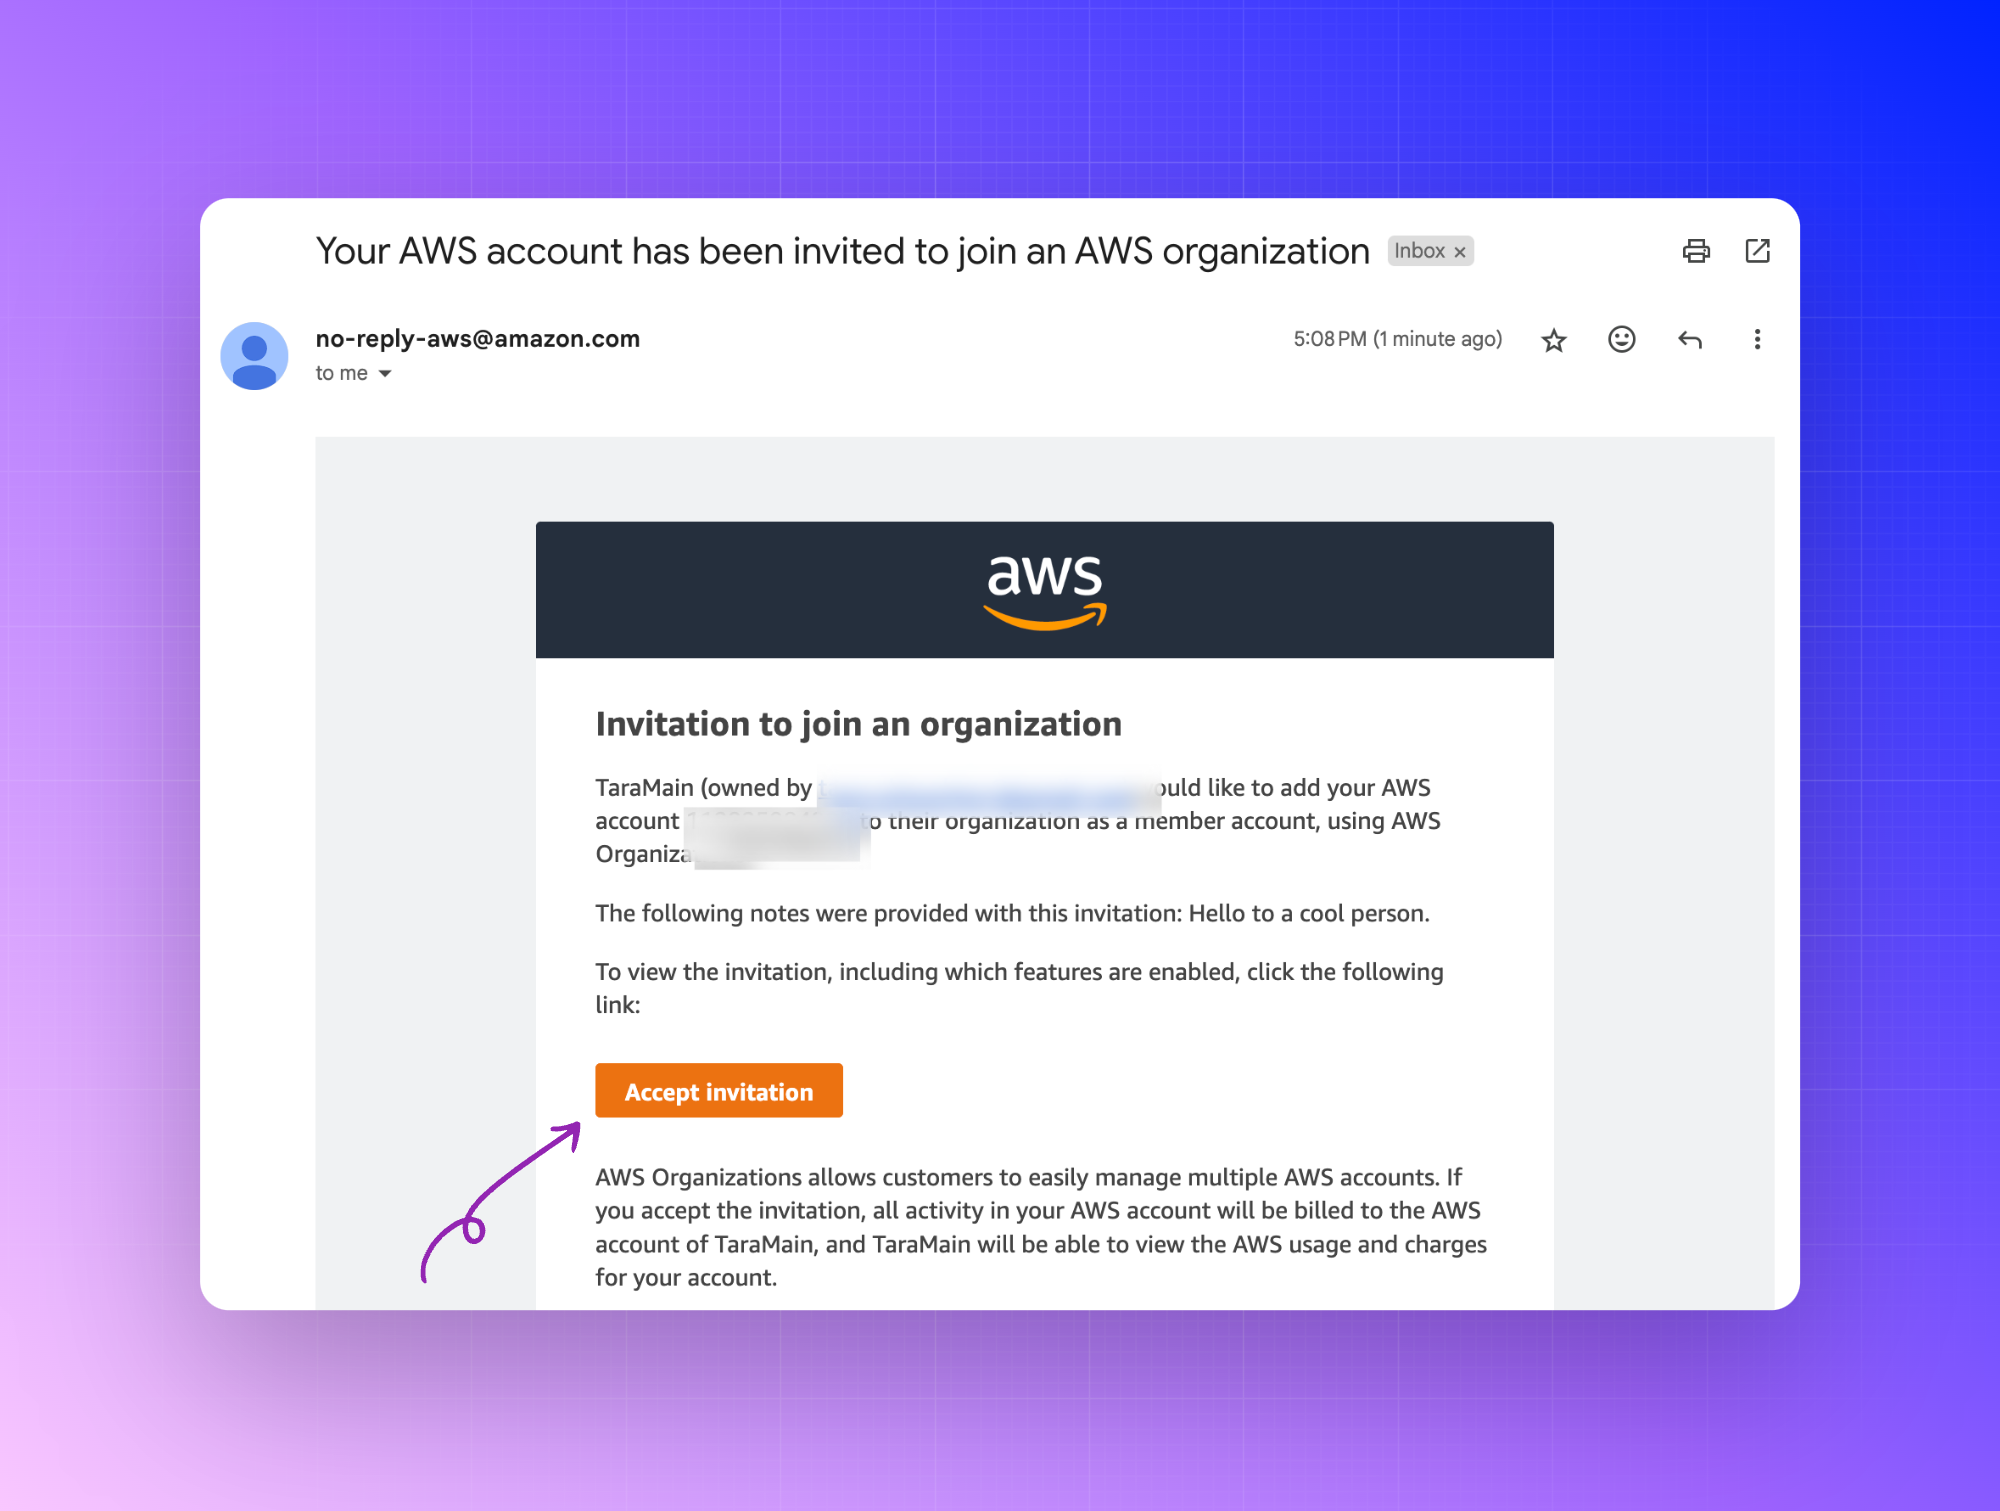 Your AWS account has been invited to join an AWS organization Inbox ×
no-reply-aws@amazon.com 5:08 PM (1 minute ago)
to me
aws
Invitation to join an organization
TaraMain (owned by ould like to add your AWS
account to their organization as a member account, using AWS
Organiza
The following notes were provided with this invitation: Hello to a cool person.
To view the invitation, including which features are enabled, click the following
link:
Accept invitation
AWS Organizations allows customers to easily manage multiple AWS accounts. If
you accept the invitation, all activity in your AWS account will be billed to the AWS
account of TaraMain, and TaraMain will be able to view the AWS usage and charges
for your account.